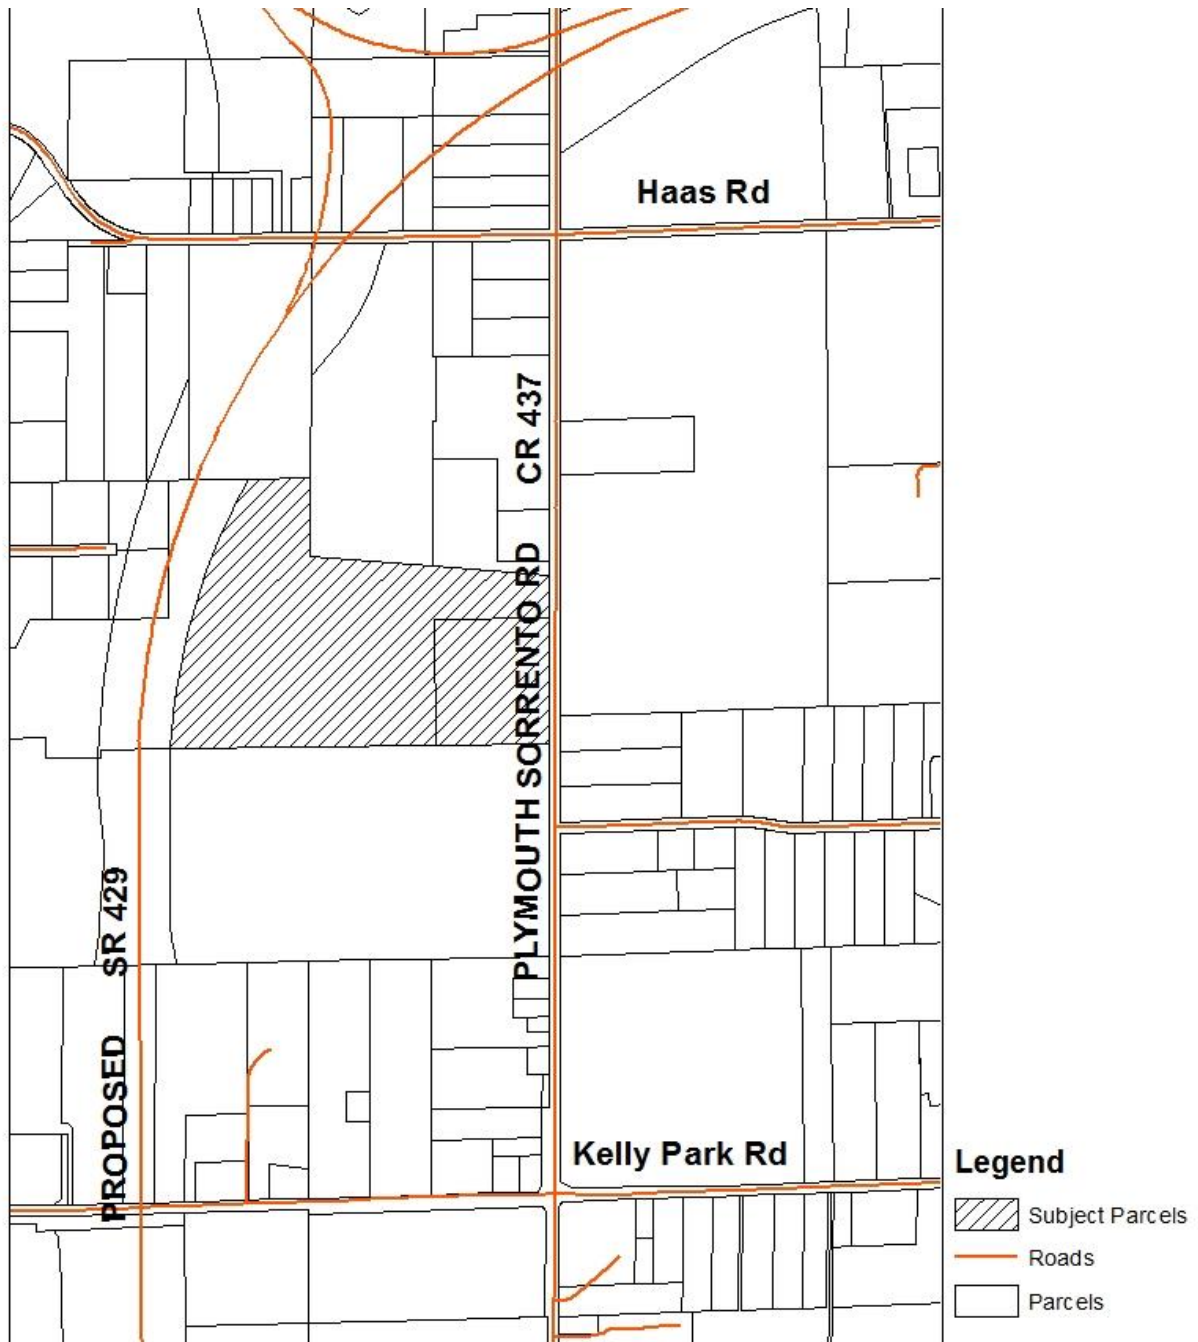 Haas Rd
PLYMOUTH SORRENTO RD CR 437
PROPOSED SR 429
Kelly Park Rd
Legend
Subject Parcels
Roads
Parcels